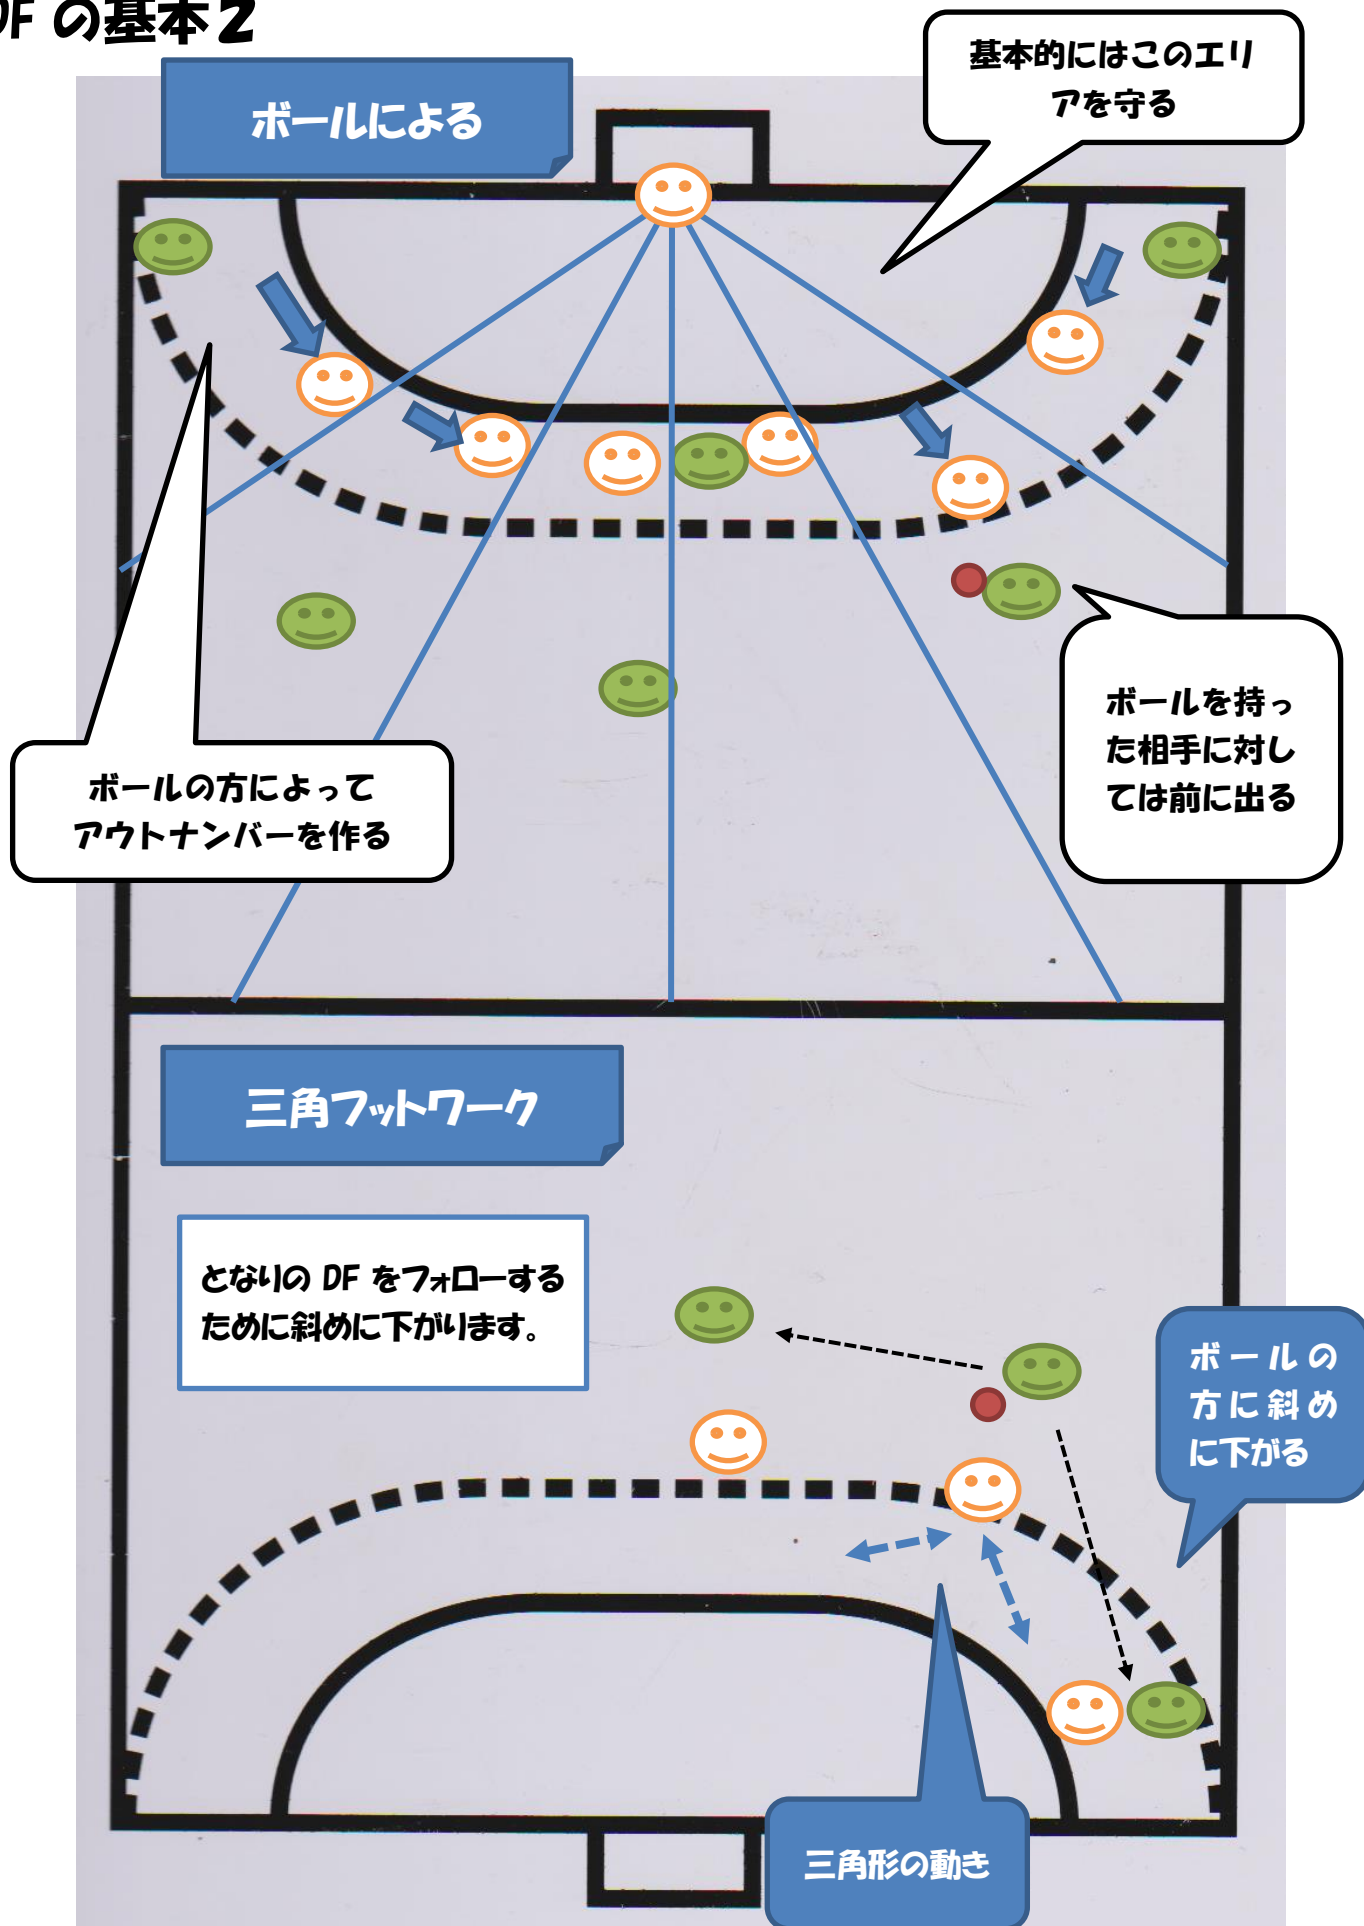 DF の基本2
ボールによる
基本的にはこのエリ
アを守る
ボールを持っ
た相手に対し
ては前に出る
ボールの方によって
アウトナンバーを作る
三角フットワーク
となりの DF をフォローする
ために斜めに下がります。
ボールの
方に斜め
に下がる
三角形の動き